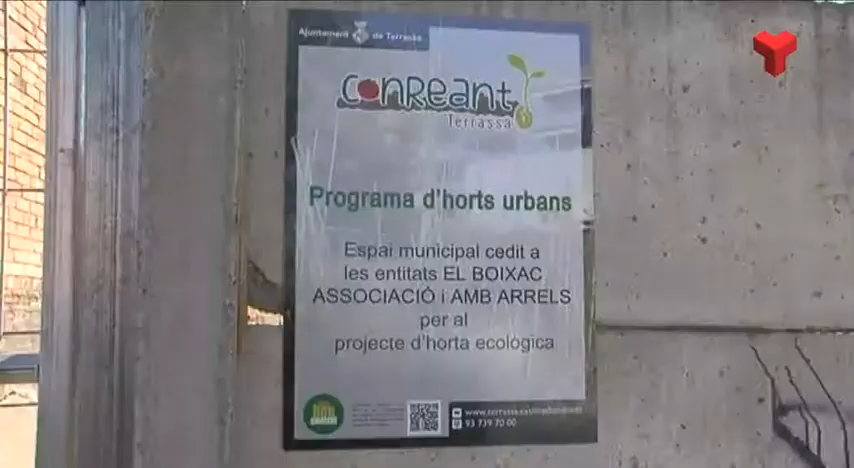 Ajuntament de Terrassa
conReant
Terrassa
Programa d'horts urbans
Espai municipal cedit a
les entitats EL BOIXAC
ASSOCIACIÓ i AMB ARRELS
per al
projecte d'horta ecològica
93 739 70 00